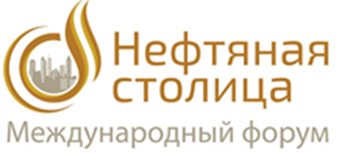 Нефтяная
столица
Международный форум